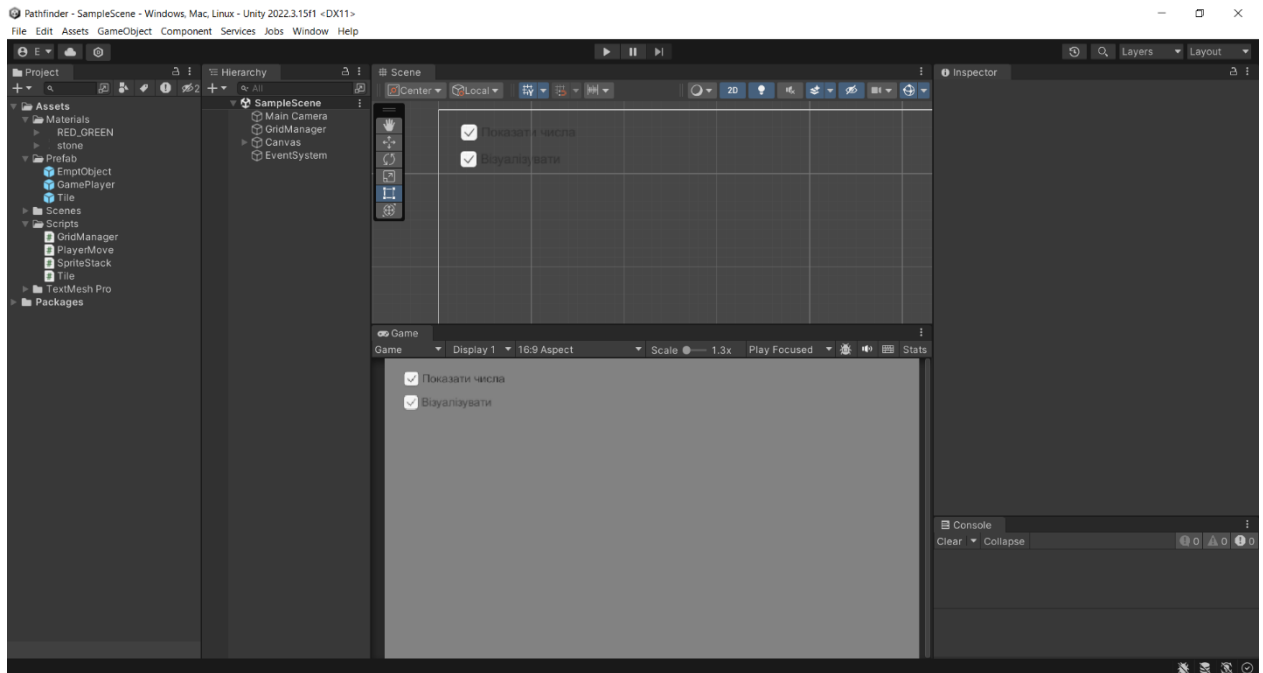 Pathfinder - SampleScene - Windows, Mac, Linux - Unity 2022.3.15f1 <DX11>
File Edit Assets GameObject Component Services Jobs Window Help
E Layers Layout
Project
2
Assets
Materials
RED_GREEN
stone
Prefab
EmptObject
GamePlayer
Tile
Scenes
Scripts
GridManager
PlayerMove
SpriteStack
Tile
TextMesh Pro
Packages
Hierarchy
All
SampleScene
Main Camera
GridManager
Canvas
EventSystem
Scene
Center Local 2D
Показати числа
Візуалізувати
Game
Game Display 1 16:9 Aspect Scale 1.3x Play Focused Stats
Показати числа
Візуалізувати
Inspector
Console
Clear Collapse 0 0 0